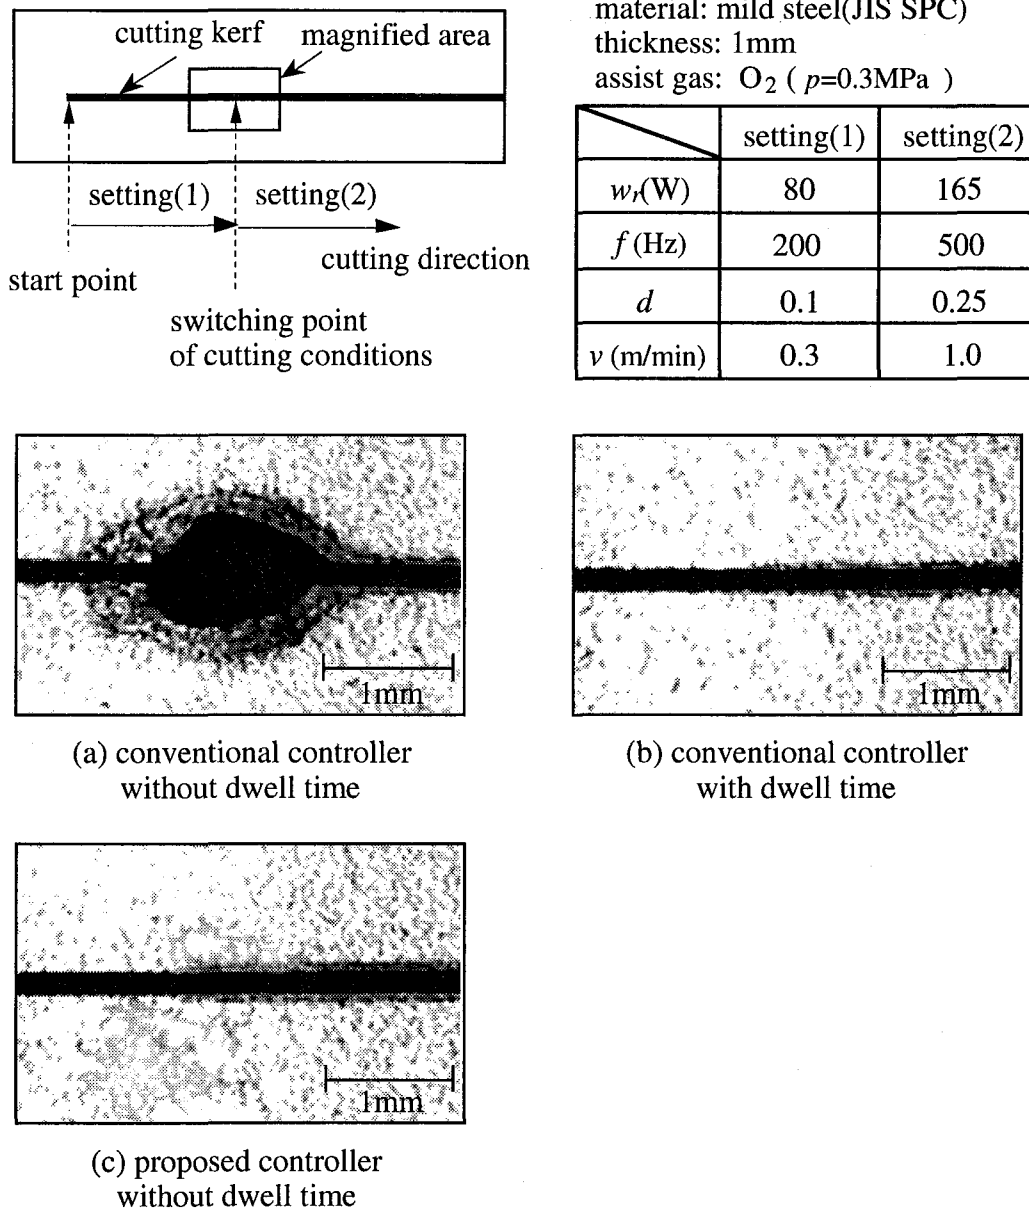 cutting kerf
magnified area
setting(1)
setting(2)
cutting direction
start point
switching point
of cutting conditions
material: mild steel(JIS SPC)
thickness: 1mm
assist gas: O2 ( p=0.3MPa )
setting(1) setting(2)
wr(W) 80 165
f (Hz) 200 500
d 0.1 0.25
v (m/min) 0.3 1.0
1mm
(a) conventional controller
without dwell time
1mm
(b) conventional controller
with dwell time
1mm
(c) proposed controller
without dwell time